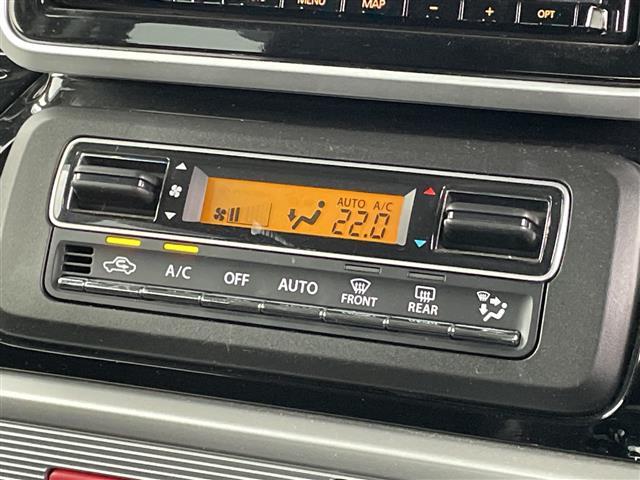 MENU MAP − + OPT
AUTO A/C
22.0
A/C OFF AUTO FRONT REAR